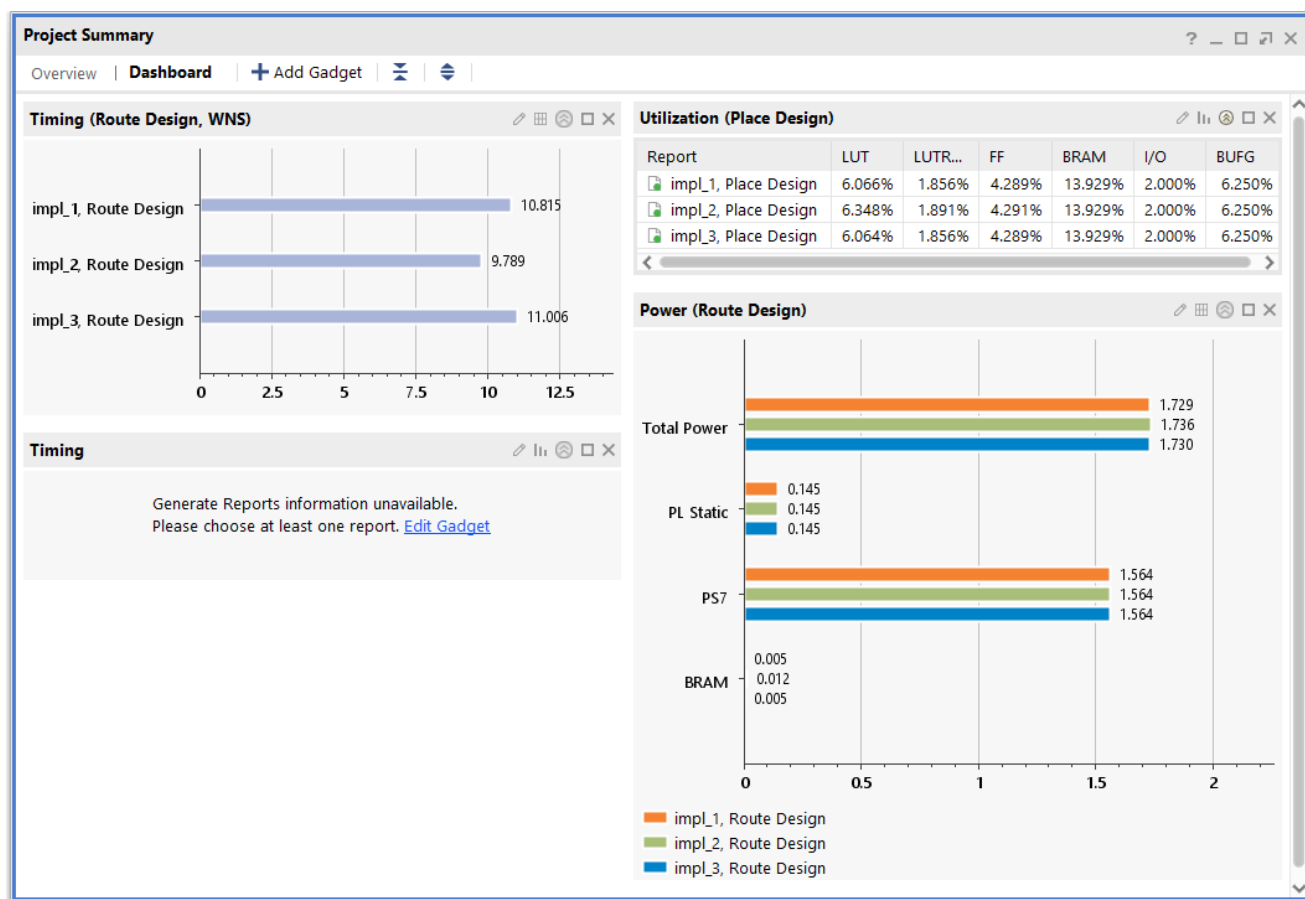 Project Summary
?
Overview | Dashboard + Add Gadget
Timing (Route Design, WNS)
impl_1, Route Design 10.815
impl_2, Route Design 9.789
impl_3, Route Design 11.006
0 2.5 5 7.5 10 12.5
Timing
Generate Reports information unavailable.
Please choose at least one report. Edit Gadget
Utilization (Place Design)
Report LUT LUTR... FF BRAM I/O BUFG
impl_1, Place Design 6.066% 1.856% 4.289% 13.929% 2.000% 6.250%
impl_2, Place Design 6.348% 1.891% 4.291% 13.929% 2.000% 6.250%
impl_3, Place Design 6.064% 1.856% 4.289% 13.929% 2.000% 6.250%
Power (Route Design)
1.729
Total Power 1.736
1.730
0.145
PL Static 0.145
0.145
1.564
PS7 1.564
1.564
0.005
BRAM 0.012
0.005
0 0.5 1 1.5 2
impl_1, Route Design
impl_2, Route Design
impl_3, Route Design